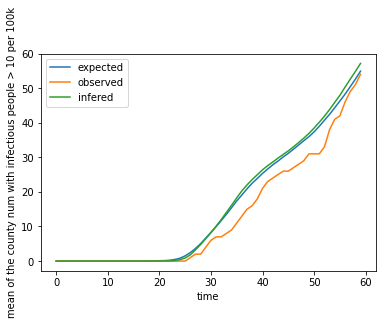 mean of the county num with infectious people > 10 per 100k
60
50
40
30
20
10
0
expected
observed
infered
0 10 20 30 40 50 60
time